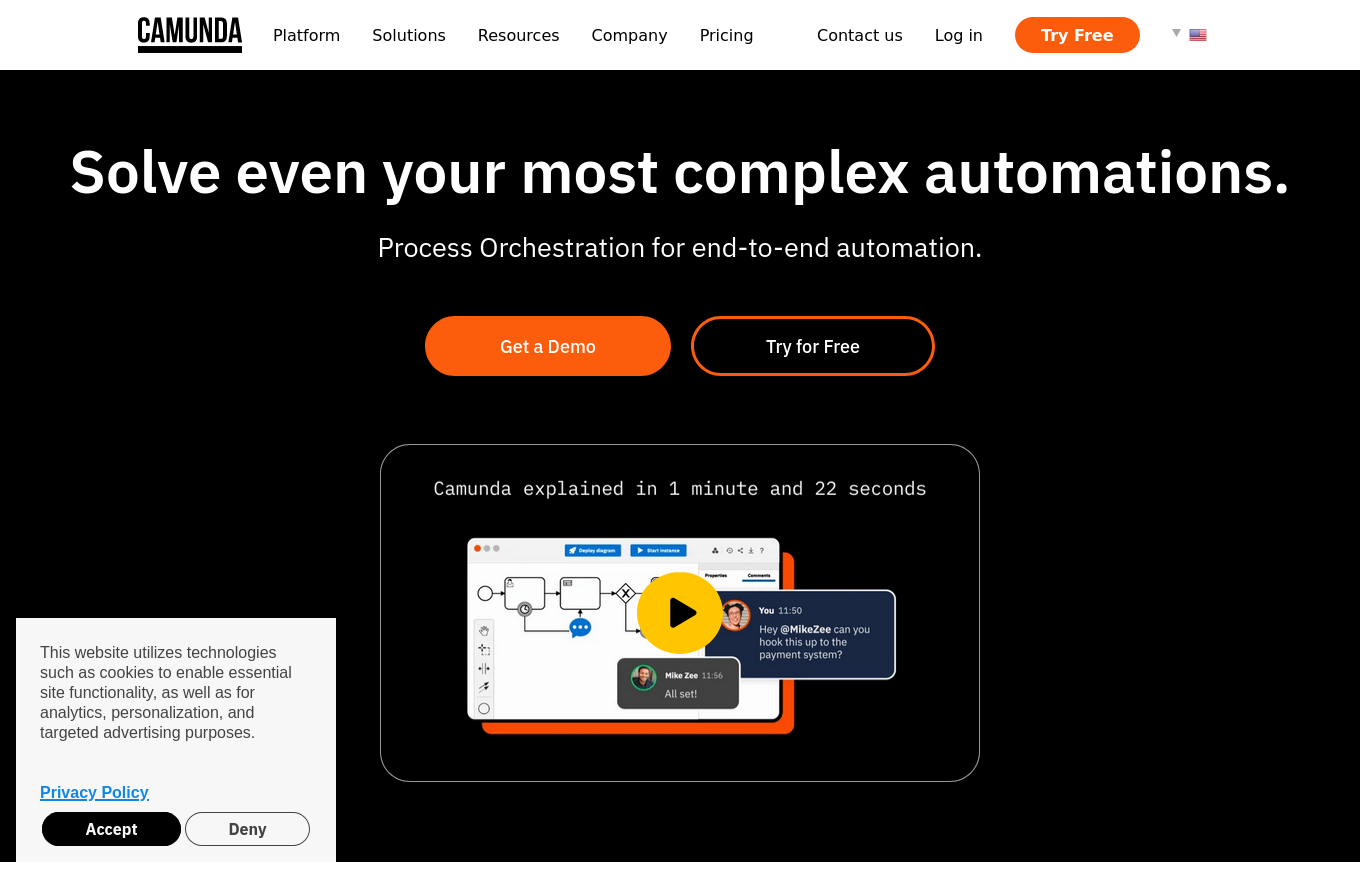 CAMUNDA
Platform Solutions Resources Company Pricing Contact us Log in Try Free
Solve even your most complex automations.
Process Orchestration for end-to-end automation.
Get a Demo Try for Free
Camunda explained in 1 minute and 22 seconds
Deploy diagram Start instance
Properties Comments
You 11:50
Hey @MikeZee can you
hook this up to the
payment system?
Mike Zee 11:56
All set!
This website utilizes technologies
such as cookies to enable essential
site functionality, as well as for
analytics, personalization, and
targeted advertising purposes.
Privacy Policy
Accept Deny